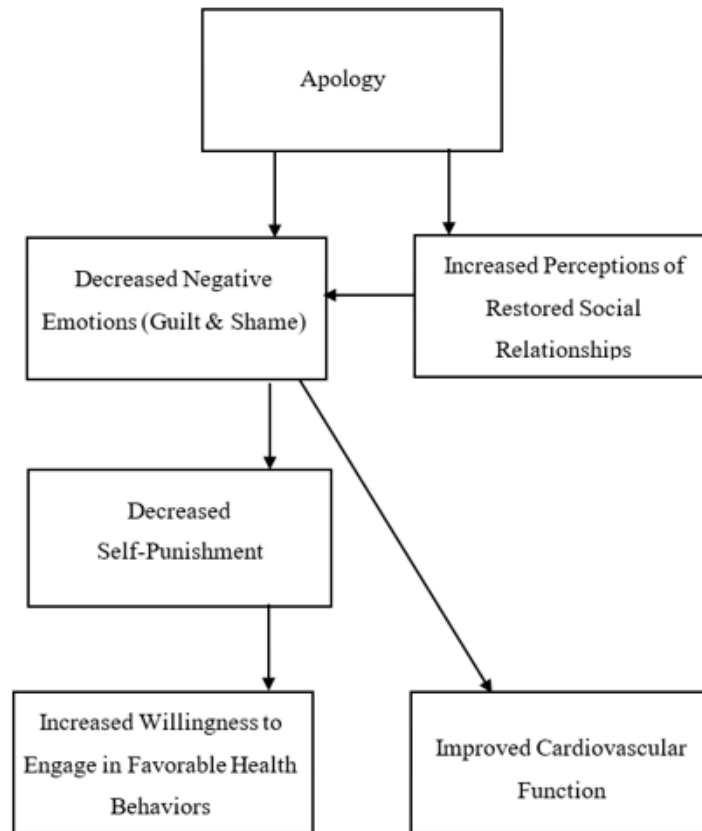 Apology
Decreased Negative
Emotions (Guilt & Shame)
Increased Perceptions of
Restored Social
Relationships
Decreased
Self-Punishment
Increased Willingness to
Engage in Favorable Health
Behaviors
Improved Cardiovascular
Function